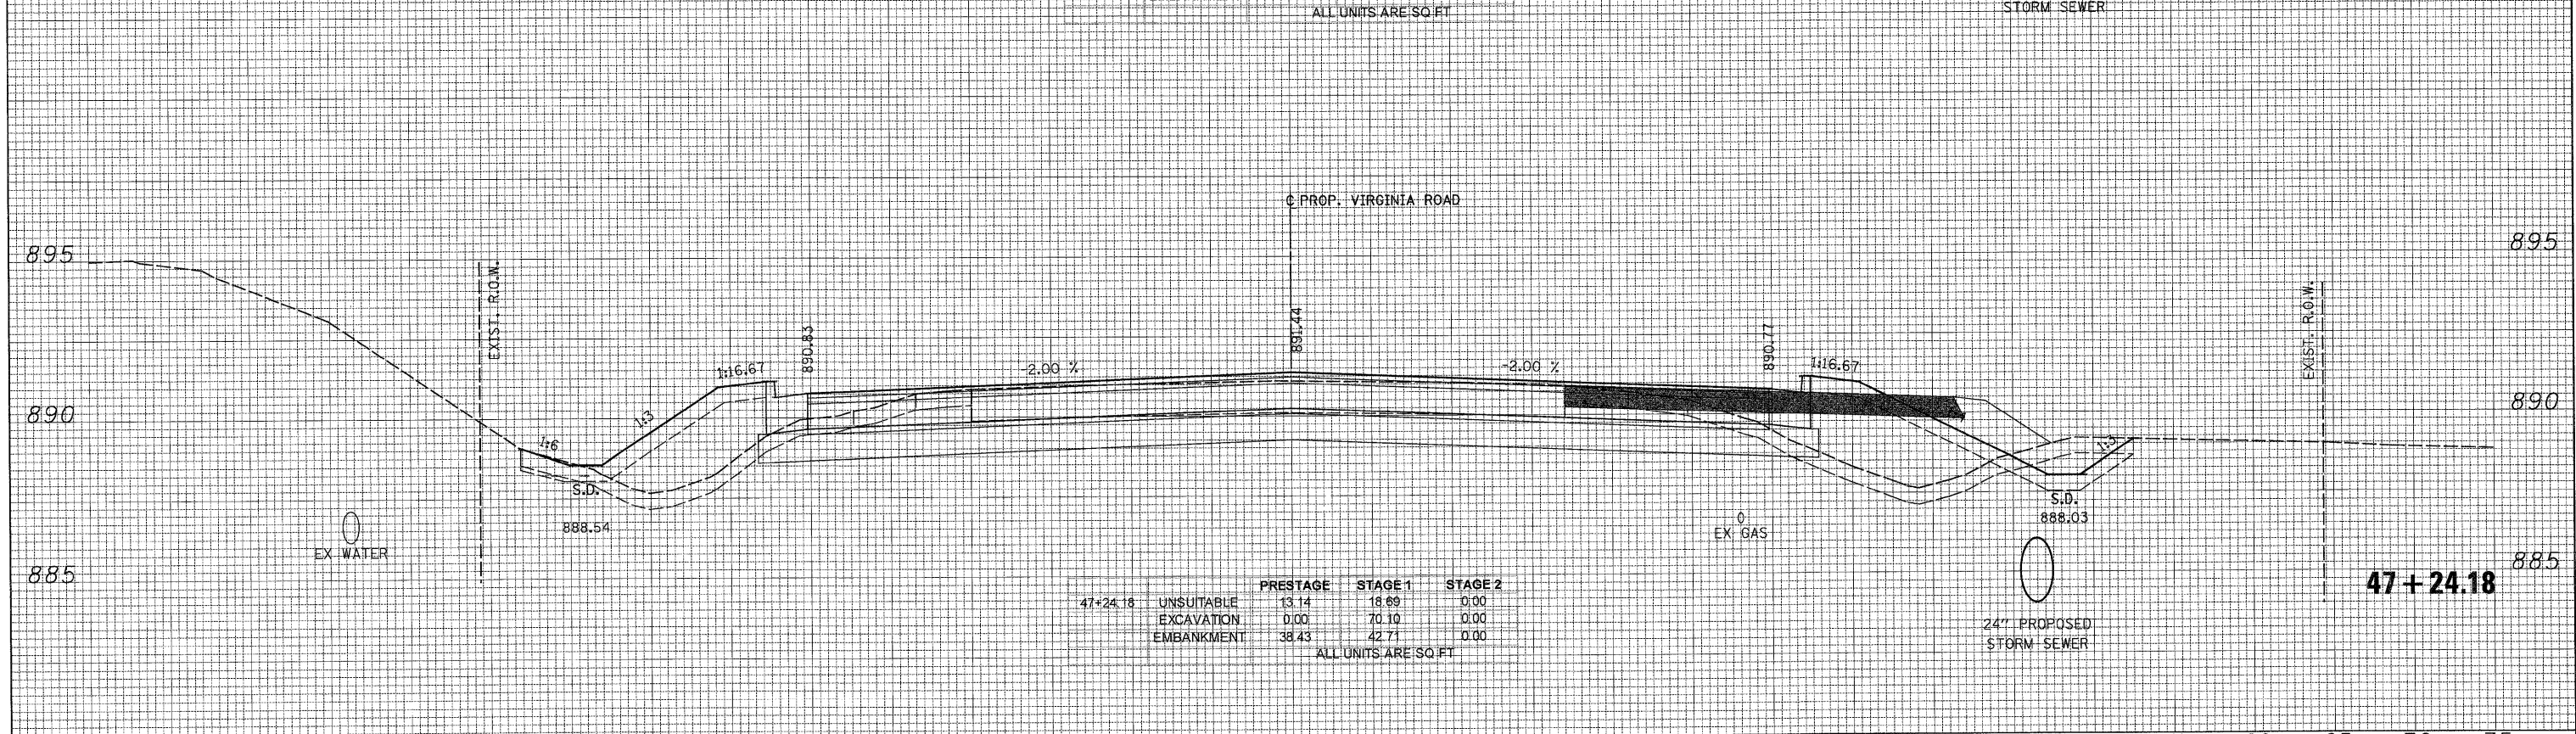 ALL UNITS ARE SQ FT
STORM SEWER
℄ PROP. VIRGINIA ROAD
895
895
EXIST. R.O.W.
EXIST. R.O.W.
890.83
891.44
890.77
1:16.67
-2.00 %
-2.00 %
1:16.67
890
890
1:3
1:6
1:3
S.D.
888.54
S.D.
888.03
EX WATER
EX GAS
885
885
47+24.18
PRESTAGE STAGE 1 STAGE 2
47+24.18 UNSUITABLE 13.14 18.69 0.00
EXCAVATION 0.00 70.10 0.00
EMBANKMENT 38.43 42.71 0.00
ALL UNITS ARE SQ FT
24" PROPOSED
STORM SEWER